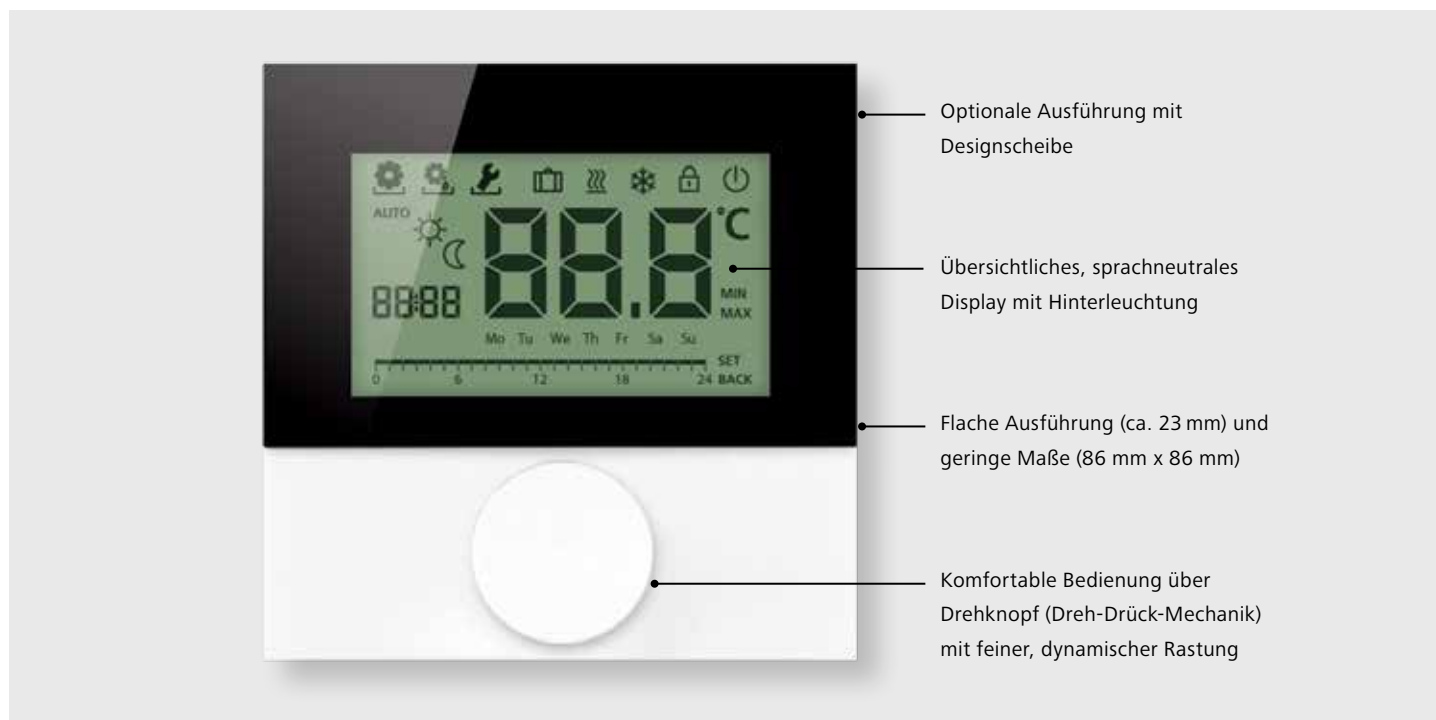 Optionale Ausführung mit
Designscheibe
AUTO
88.8
°C
88:88
MIN
MAX
Mo Tu We Th Fr Sa Su
SET
0 6 12 18 24 BACK
Übersichtliches, sprachneutrales
Display mit Hinterleuchtung
Flache Ausführung (ca. 23 mm) und
geringe Maße (86 mm x 86 mm)
Komfortable Bedienung über
Drehknopf (Dreh-Drück-Mechanik)
mit feiner, dynamischer Rastung